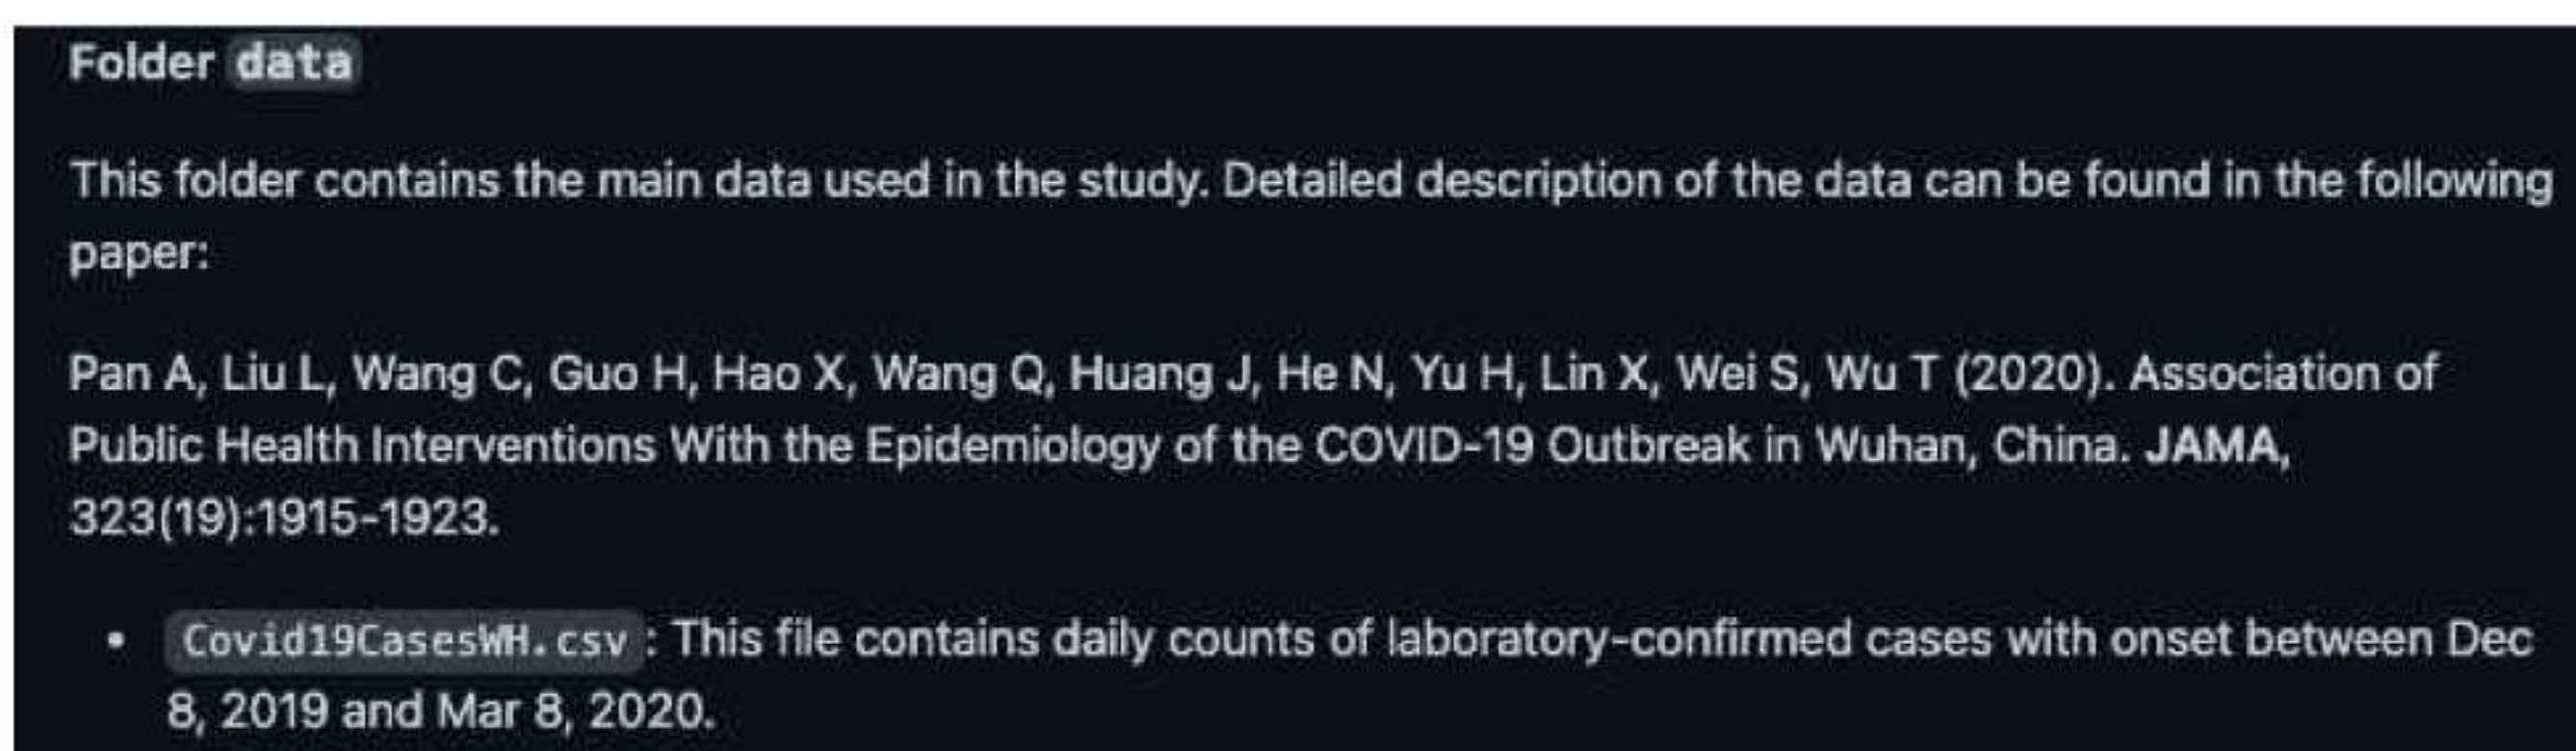 Folder data
This folder contains the main data used in the study. Detailed description of the data can be found in the following
paper:
Pan A, Liu L, Wang C, Guo H, Hao X, Wang Q, Huang J, He N, Yu H, Lin X, Wei S, Wu T (2020). Association of
Public Health Interventions With the Epidemiology of the COVID-19 Outbreak in Wuhan, China. JAMA,
323(19):1915-1923.
• Covid19CasesWH.csv : This file contains daily counts of laboratory-confirmed cases with onset between Dec
8, 2019 and Mar 8, 2020.